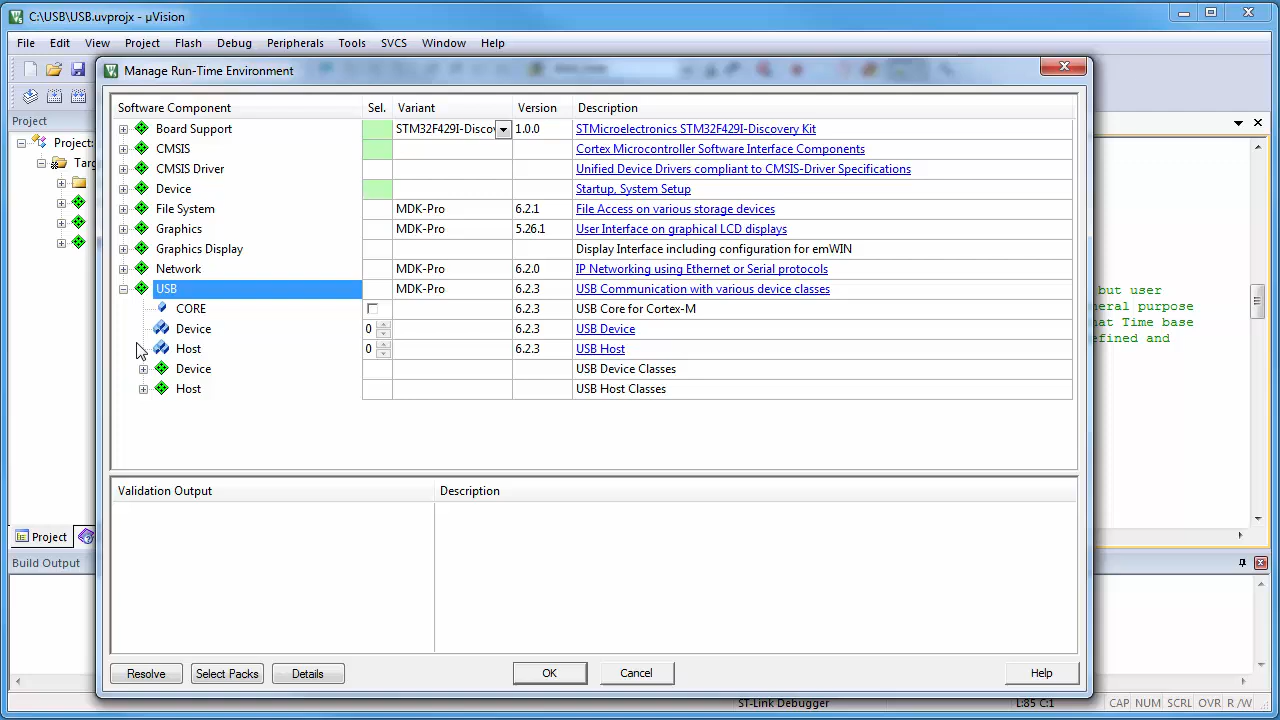 C:\USB\USB.uvprojx - µVision
File Edit View Project Flash Debug Peripherals Tools SVCS Window Help
Manage Run-Time Environment
Software Component Sel. Variant Version Description
Board Support STM32F429I-Discov 1.0.0 STMicroelectronics STM32F429I-Discovery Kit
CMSIS Cortex Microcontroller Software Interface Components
CMSIS Driver Unified Device Drivers compliant to CMSIS-Driver Specifications
Device Startup, System Setup
File System MDK-Pro 6.2.1 File Access on various storage devices
Graphics MDK-Pro 5.26.1 User Interface on graphical LCD displays
Graphics Display Display Interface including configuration for emWIN
Network MDK-Pro 6.2.0 IP Networking using Ethernet or Serial protocols
USB MDK-Pro 6.2.3 USB Communication with various device classes
CORE 6.2.3 USB Core for Cortex-M
Device 0 6.2.3 USB Device
Host 0 6.2.3 USB Host
Device USB Device Classes
Host USB Host Classes
Validation Output Description
Resolve Select Packs Details OK Cancel Help
Project
Project:
Targ
Project
but user
neral purpose
hat Time base
efined and
Build Output
ST-Link Debugger L:85 C:1 CAP NUM SCRL OVR R /W